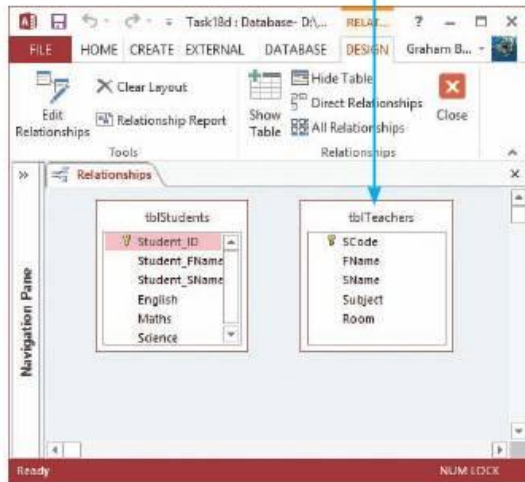 Task18d : Database- D:\... RELAT... ? – □ ×
FILE HOME CREATE EXTERNAL DATABASE DESIGN Graham B...
Edit Relationships
Clear Layout
Relationship Report
Tools
Show Table
Hide Table
Direct Relationships
All Relationships
Relationships
Close
Relationships
Navigation Pane
tblStudents
Student_ID
Student_FName
Student_SName
English
Maths
Science
tblTeachers
SCode
FName
SName
Subject
Room
Ready NUM LOCK